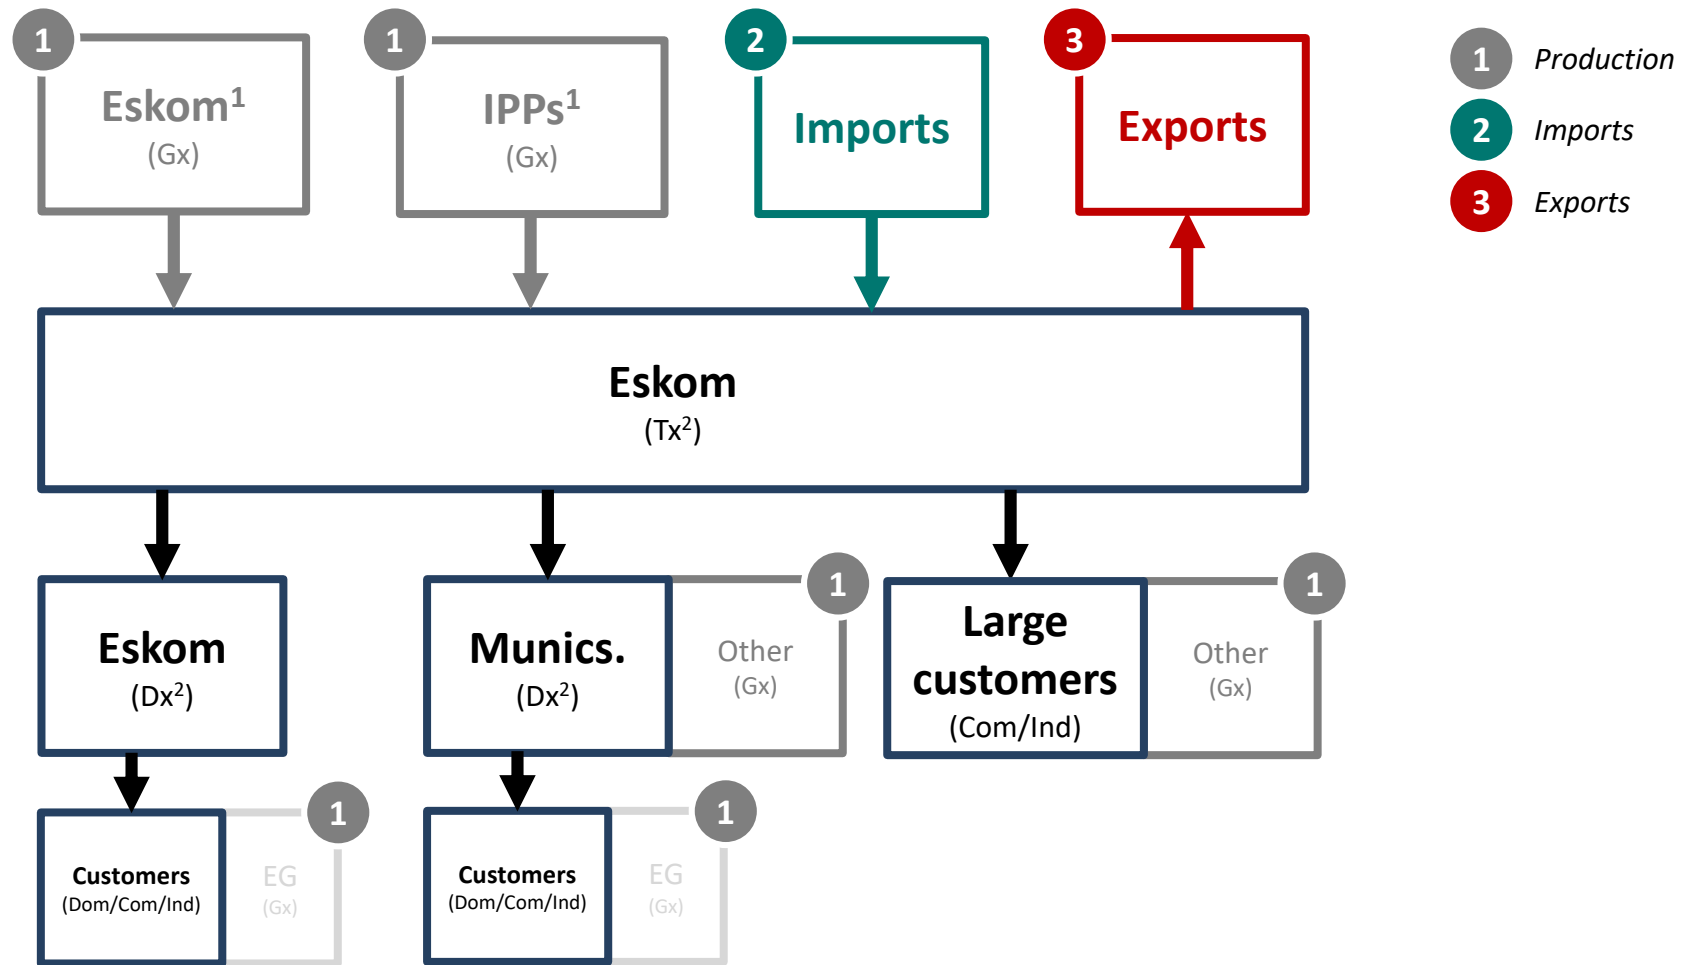 1
Eskom¹
(Gx)
1
IPPs¹
(Gx)
2
Imports
3
Exports
1 Production
2 Imports
3 Exports
Eskom
(Tx²)
Eskom
(Dx²)
Munics.
(Dx²)
1
Other
(Gx)
Large
customers
(Com/Ind)
1
Other
(Gx)
Customers
(Dom/Com/Ind)
1
EG
(Gx)
Customers
(Dom/Com/Ind)
1
EG
(Gx)